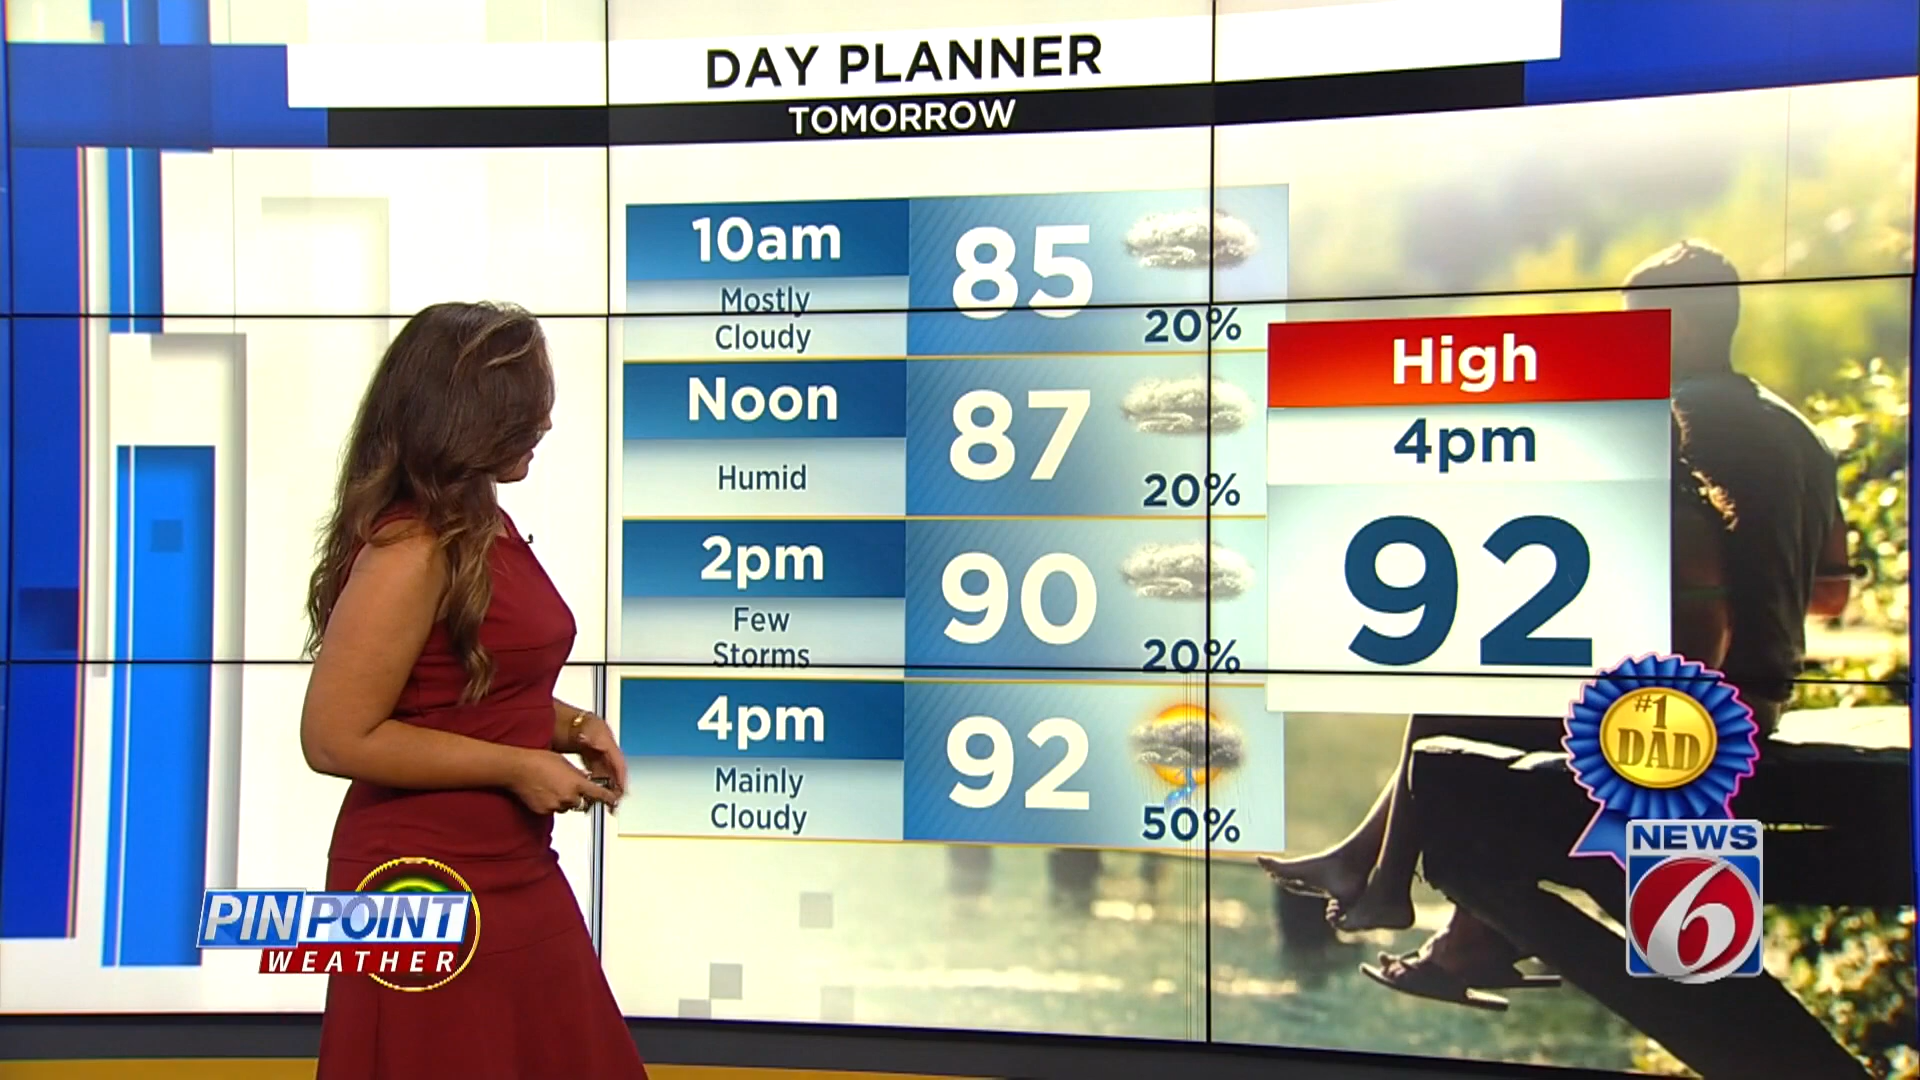 DAY PLANNER
TOMORROW
10am
Mostly
Cloudy
85
20%
Noon
Humid
87
20%
2pm
Few
Storms
90
20%
4pm
Mainly
Cloudy
92
50%
High
4pm
92
#1
DAD
NEWS
6
PINPOINT
WEATHER